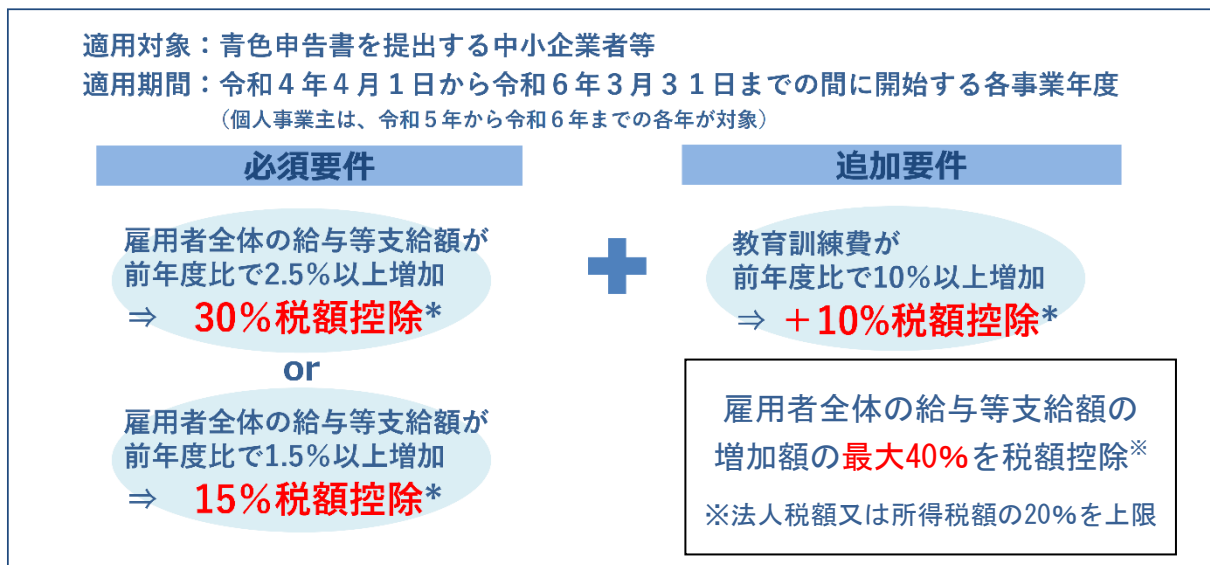 適用対象：青色申告書を提出する中小企業者等
適用期間：令和４年４月１日から令和６年３月３１日までの間に開始する各事業年度
（個人事業主は、令和５年から令和６年までの各年が対象）
必須要件
雇用者全体の給与等支給額が
前年度比で2.5％以上増加
⇒ 30％税額控除*
or
雇用者全体の給与等支給額が
前年度比で1.5％以上増加
⇒ 15％税額控除*
追加要件
教育訓練費が
前年度比で10％以上増加
⇒ ＋10％税額控除*
雇用者全体の給与等支給額の
増加額の最大40％を税額控除※
※法人税額又は所得税額の20％を上限